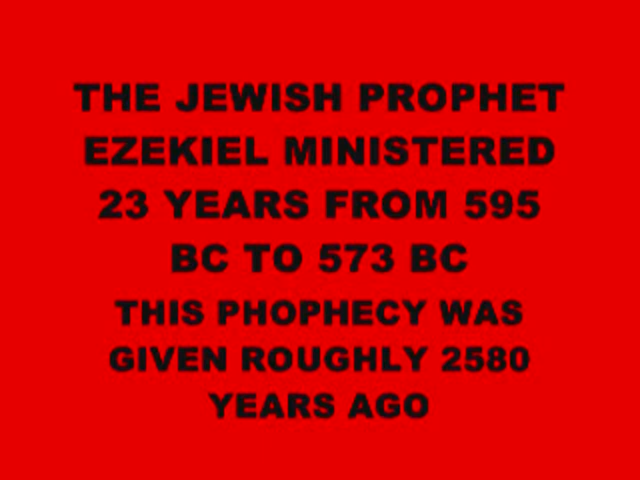 THE JEWISH PROPHET
EZEKIEL MINISTERED
23 YEARS FROM 595
BC TO 573 BC
THIS PHOPHECY WAS
GIVEN ROUGHLY 2580
YEARS AGO